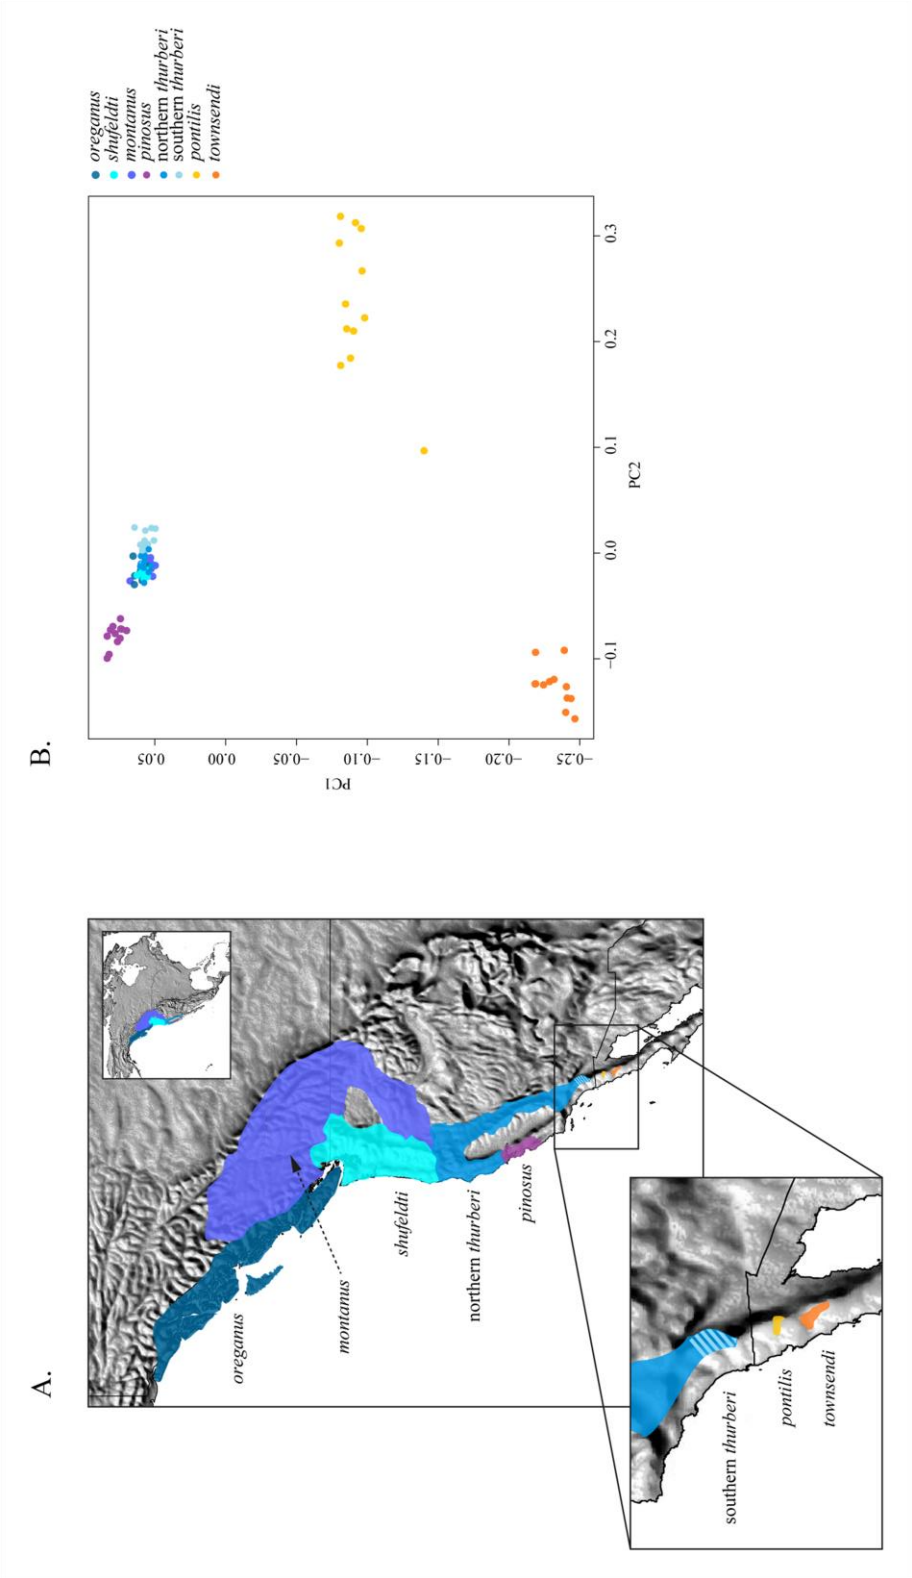 A.
oreganus
montanus
shufeldti
northern thurberi
pinosus
southern thurberi
pontilis
townsendi
B.
oreganus
shufeldti
montanus
pinosus
northern thurberi
southern thurberi
pontilis
townsendi
PC1
0.05
0.00
−0.05
−0.10
−0.15
−0.20
−0.25
−0.1
0.0
0.1
0.2
0.3
PC2